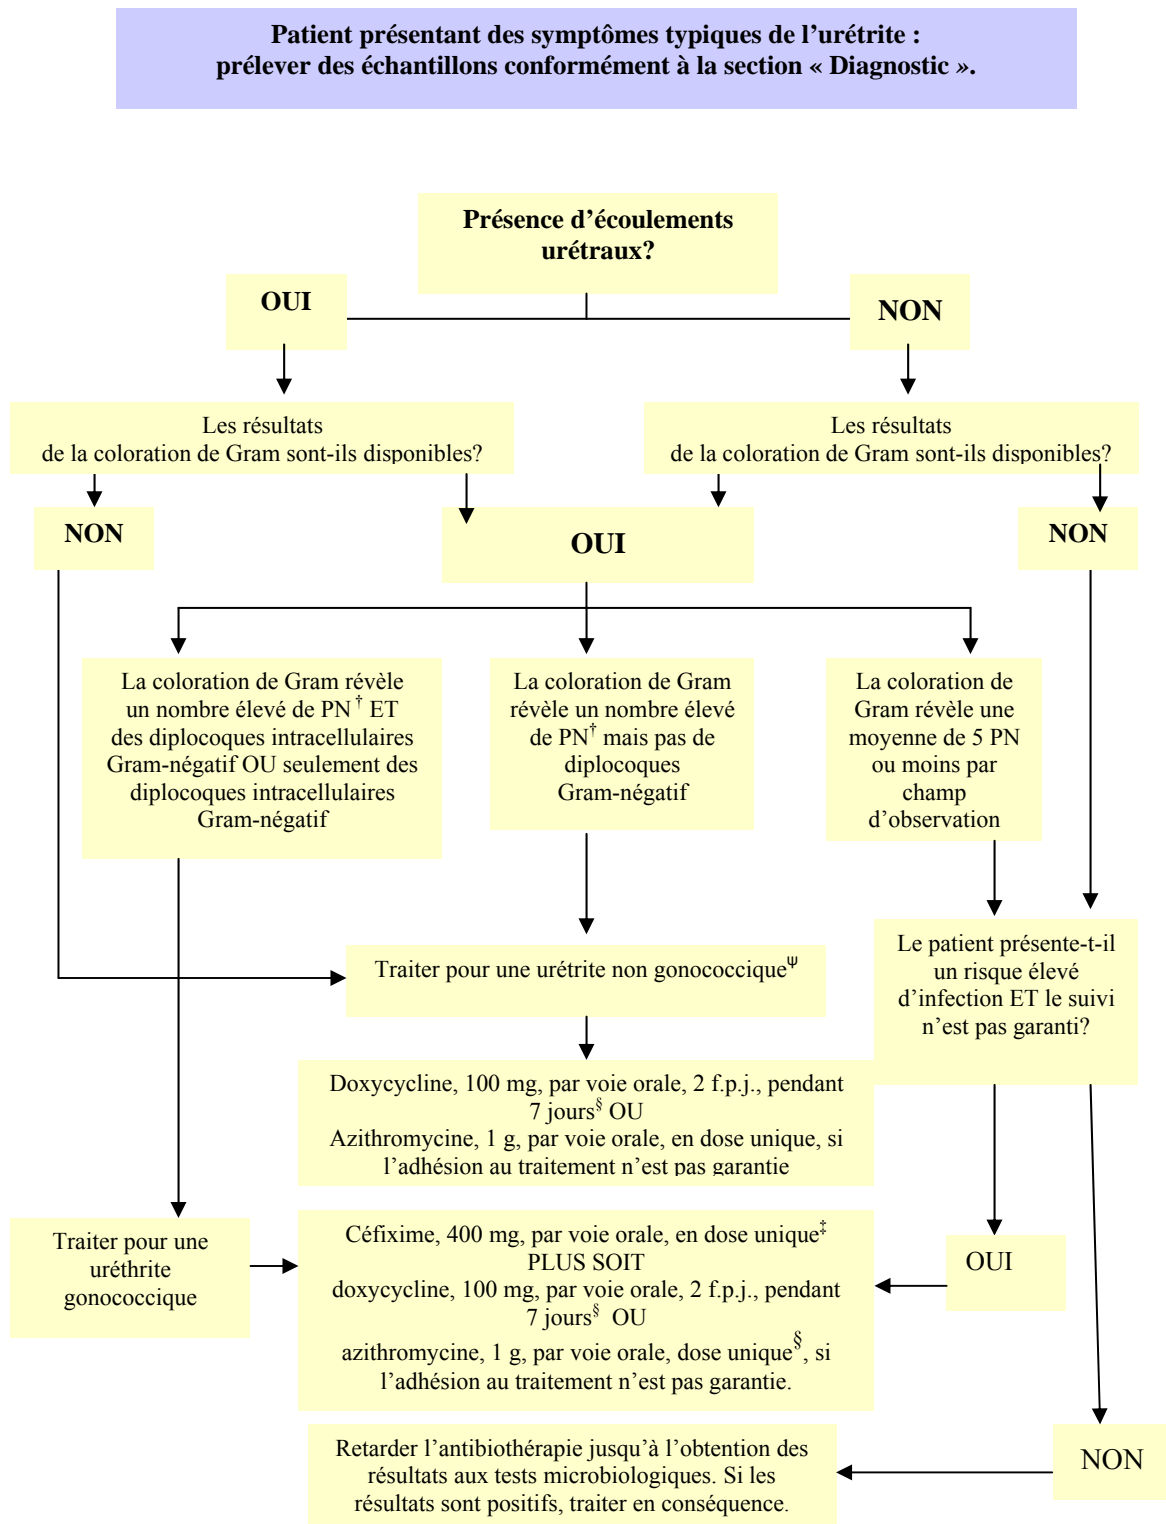 Patient présentant des symptômes typiques de l'urétrite :
prélever des échantillons conformément à la section « Diagnostic ».
Présence d'écoulements
urétraux?
OUI
NON
Les résultats
de la coloration de Gram sont-ils disponibles?
Les résultats
de la coloration de Gram sont-ils disponibles?
NON
OUI
NON
La coloration de Gram révèle
un nombre élevé de PN† ET
des diplocoques intracellulaires
Gram-négatif OU seulement des
diplocoques intracellulaires
Gram-négatif
La coloration de Gram
révèle un nombre élevé
de PN† mais pas de
diplocoques
Gram-négatif
La coloration de
Gram révèle une
moyenne de 5 PN
ou moins par
champ
d'observation
Traiter pour une urétrite non gonococcique^ψ
Le patient présente-t-il
un risque élevé
d'infection ET le suivi
n'est pas garanti?
Doxycycline, 100 mg, par voie orale, 2 f.p.j., pendant
7 jours§ OU
Azithromycine, 1 g, par voie orale, en dose unique, si
l'adhésion au traitement n'est pas garantie
Traiter pour une
uréthrite
gonococcique
Céfixime, 400 mg, par voie orale, en dose unique‡
PLUS SOIT
doxycycline, 100 mg, par voie orale, 2 f.p.j., pendant
7 jours§ OU
azithromycine, 1 g, par voie orale, dose unique§, si
l'adhésion au traitement n'est pas garantie.
OUI
Retarder l'antibiothérapie jusqu'à l'obtention des
résultats aux tests microbiologiques. Si les
résultats sont positifs, traiter en conséquence.
NON